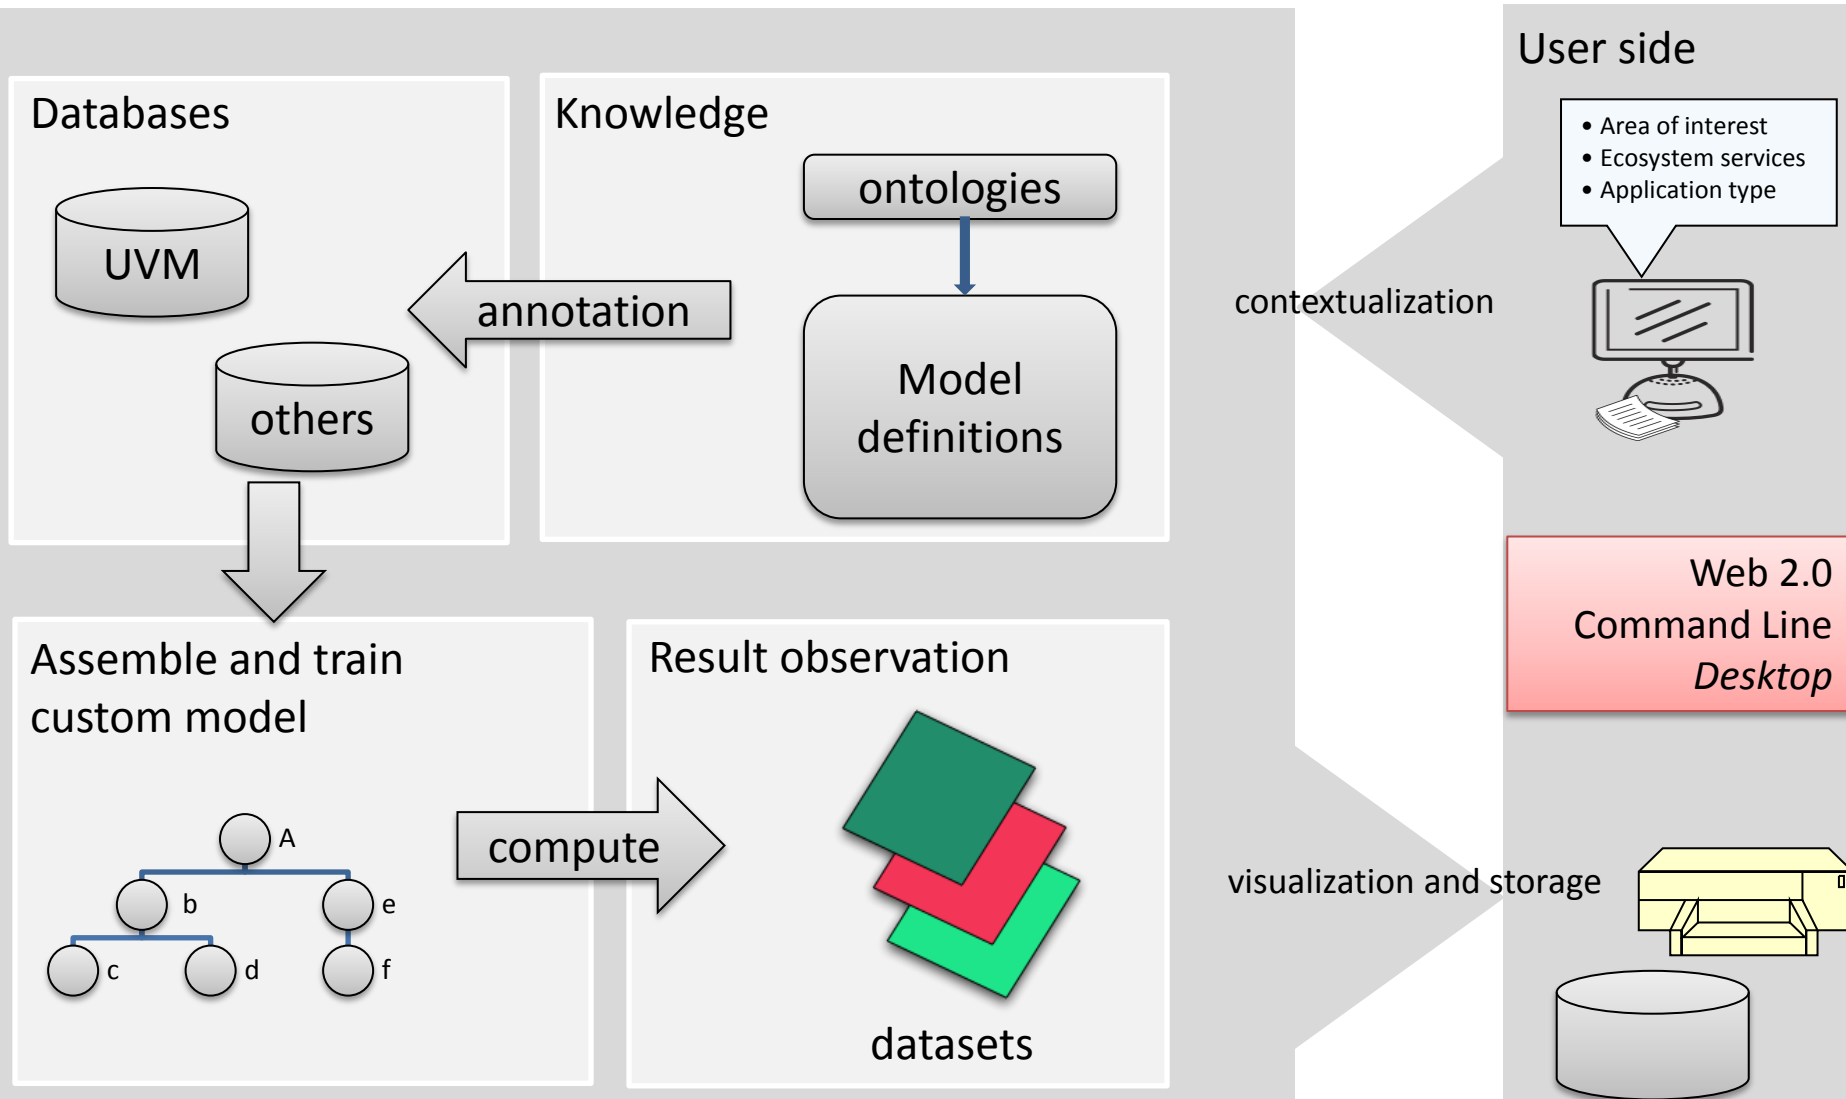 User side
• Area of interest
• Ecosystem services
• Application type
Databases
UVM
others
Knowledge
ontologies
Model
definitions
annotation
contextualization
Web 2.0
Command Line
Desktop
Assemble and train
custom model
A
b
e
c
d
f
compute
Result observation
datasets
visualization and storage